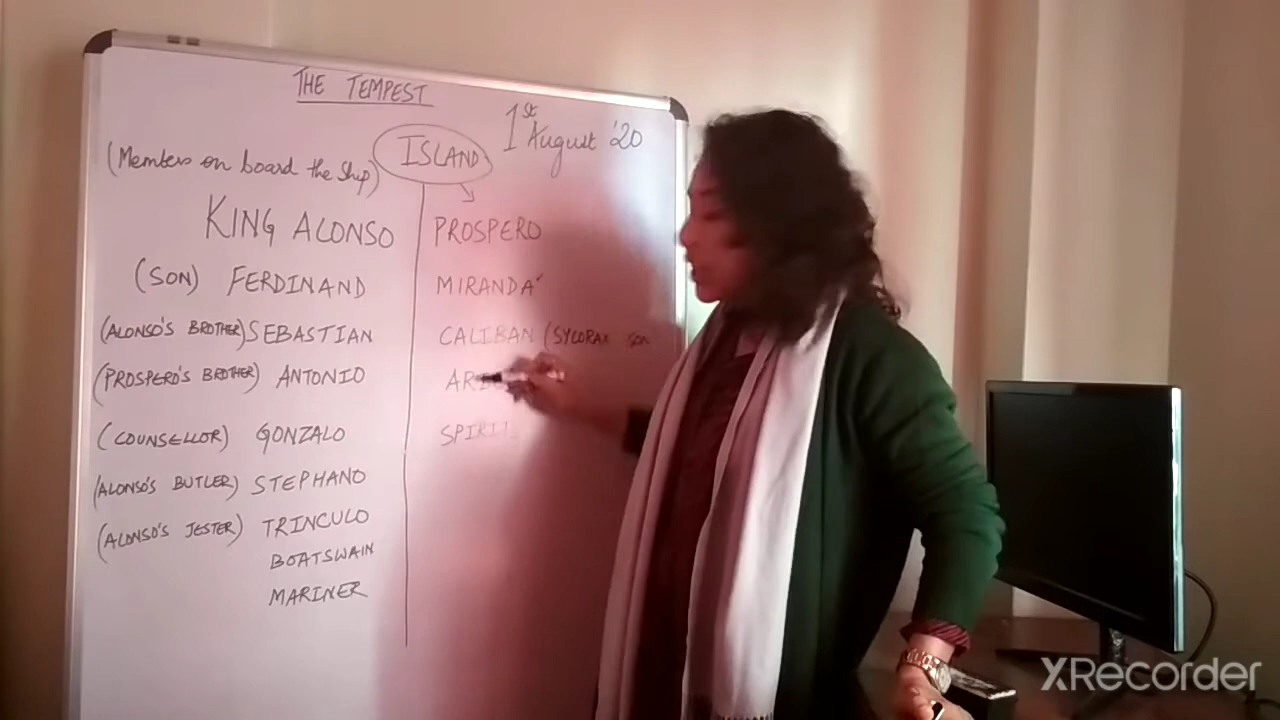 THE TEMPEST
1st August '20
(Members on board the ship)
ISLAND
KING ALONSO
PROSPERO
(SON) FERDINAND
MIRANDA
(ALONSO'S BROTHER) SEBASTIAN
CALIBAN (SYCORAX SON
(PROSPERO'S BROTHER) ANTONIO
(COUNSELLOR) GONZALO
(ALONSO'S BUTLER) STEPHANO
(ALONSO'S JESTER) TRINCULO
BOATSWAIN
MARINER
XRecorder